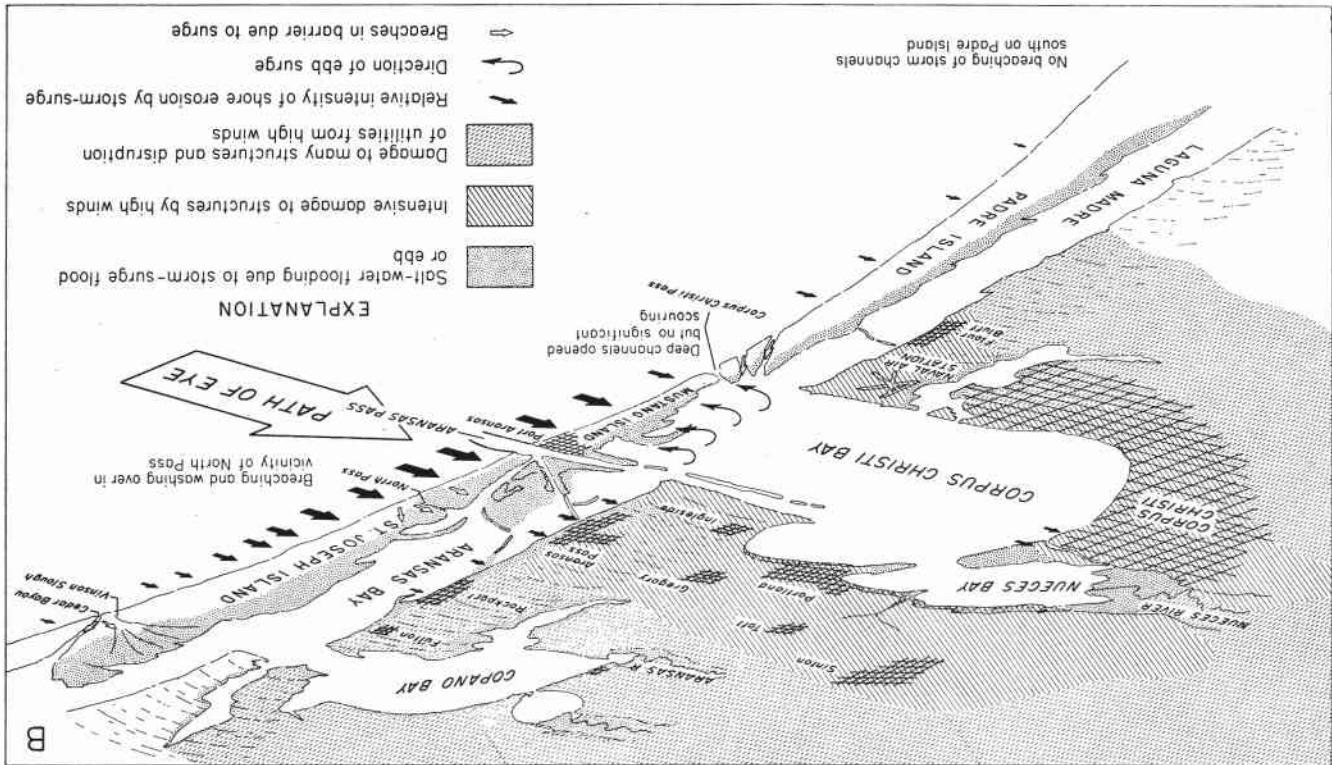 B
COPANO BAY
ARANSAS R
Sinton
NUECES RIVER
Cedar Bayou
Vinson Slough
Fulton
Rockport
Taft
Portland
NUECES BAY
ST JOSEPH ISLAND
ARANSAS BAY
Aransas
Pass
Gregory
Ingleside
CORPUS
CHRISTI
CORPUS CHRISTI BAY
North Pass
Breaching and washing over in
vicinity of North Pass
PATH OF EYE
ARANSAS PASS
Port Aransas
MUSTANG ISLAND
NAVAL AIR
STATION
Flour
Bluff
Deep channels opened
but no significant
scouring
Corpus Christi Pass
PADRE ISLAND
LAGUNA MADRE
No breaching of storm channels
south on Padre Island
EXPLANATION
Salt-water flooding due to storm-surge flood
or ebb
Intensive damage to structures by high winds
Damage to many structures and disruption
of utilities from high winds
Relative intensity of shore erosion by storm-surge
Direction of ebb surge
Breaches in barrier due to surge